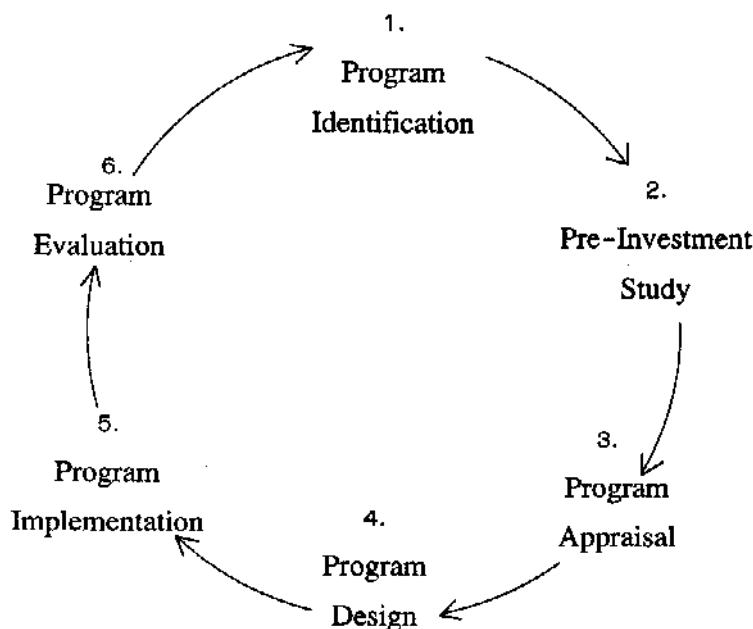 1.
Program
Identification
2.
Pre-Investment
Study
3.
Program
Appraisal
4.
Program
Design
5.
Program
Implementation
6.
Program
Evaluation